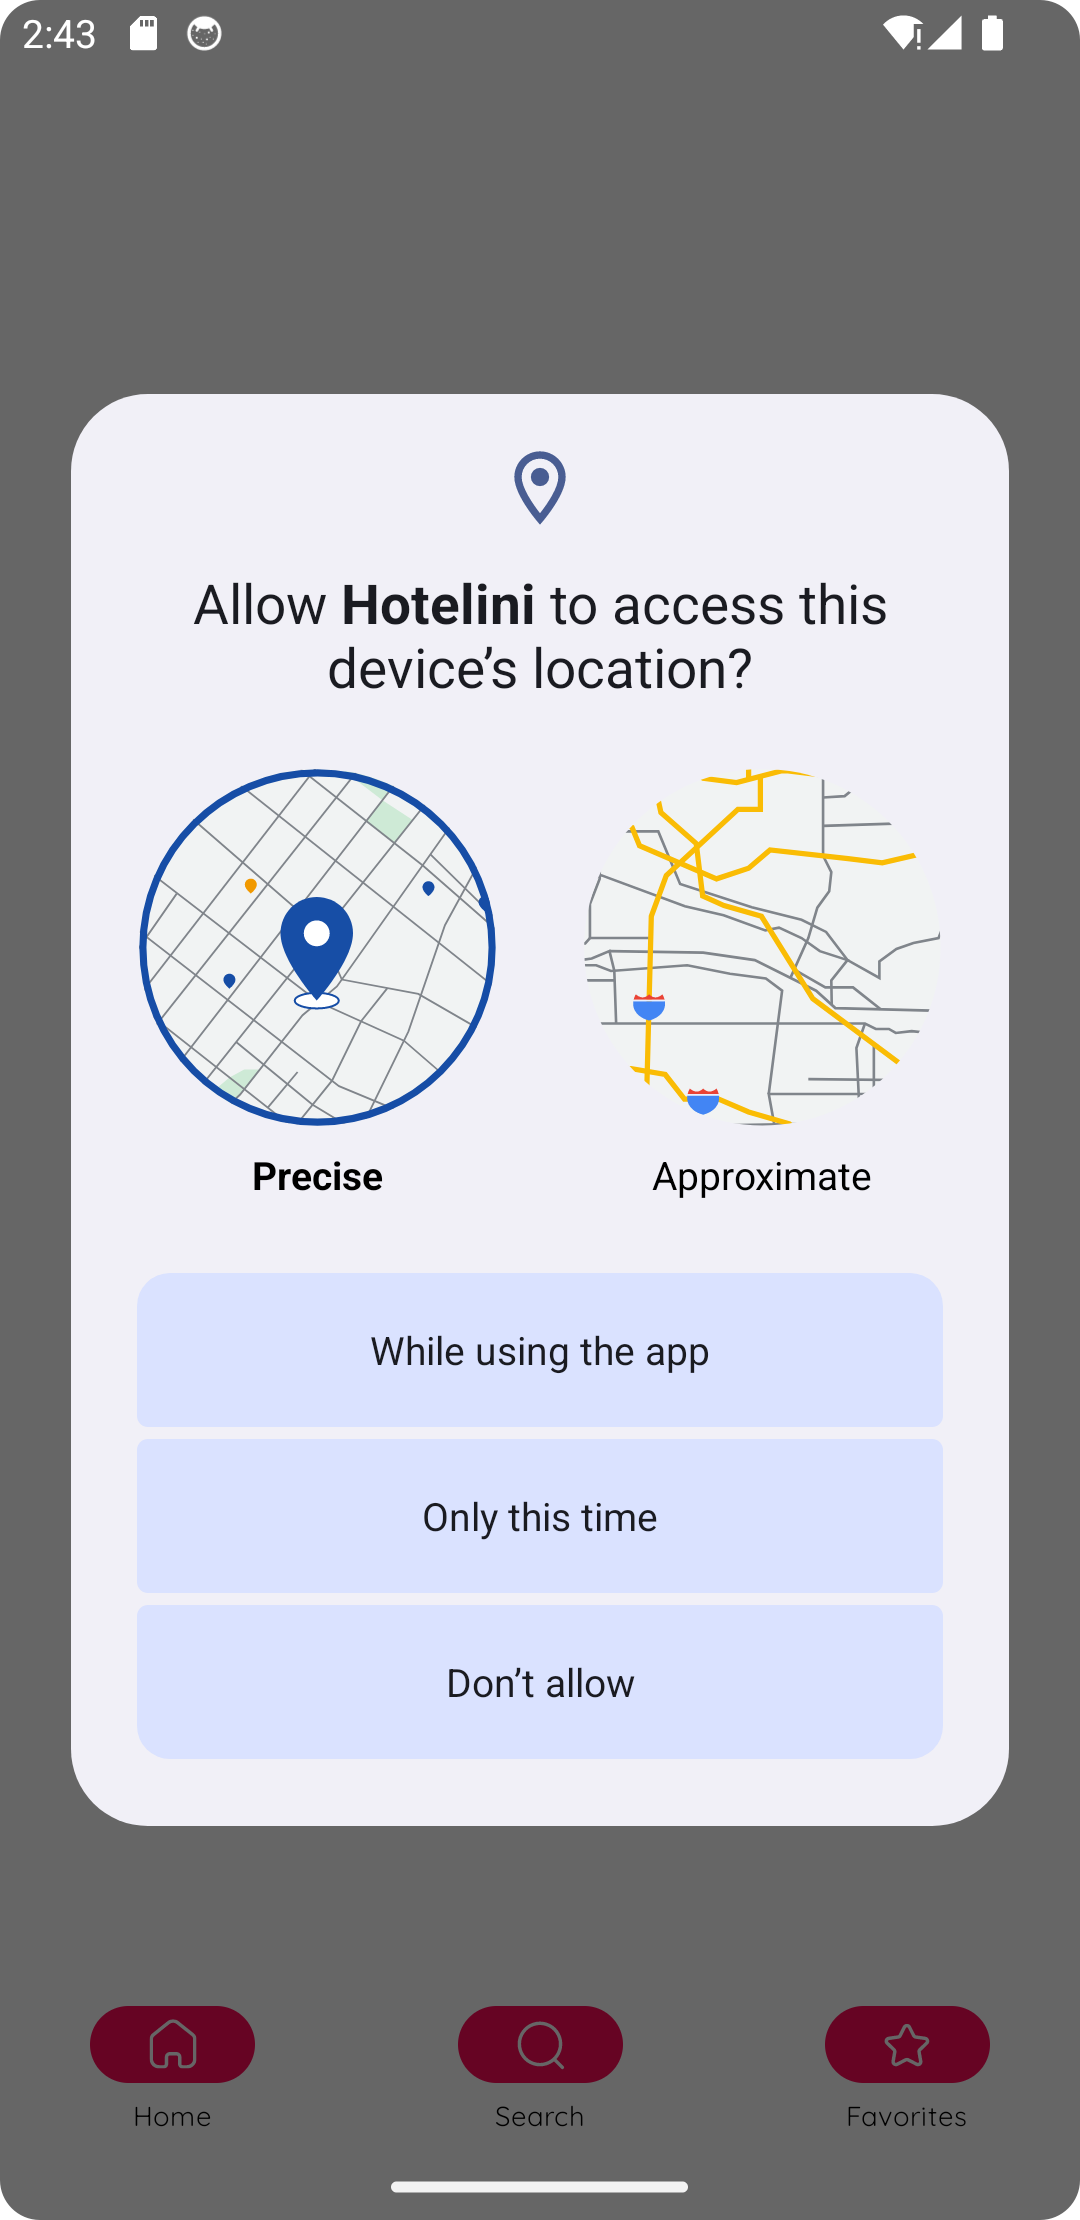 2:43
Allow Hotelini to access this
device’s location?
Precise
Approximate
While using the app
Only this time
Don’t allow
Home
Search
Favorites